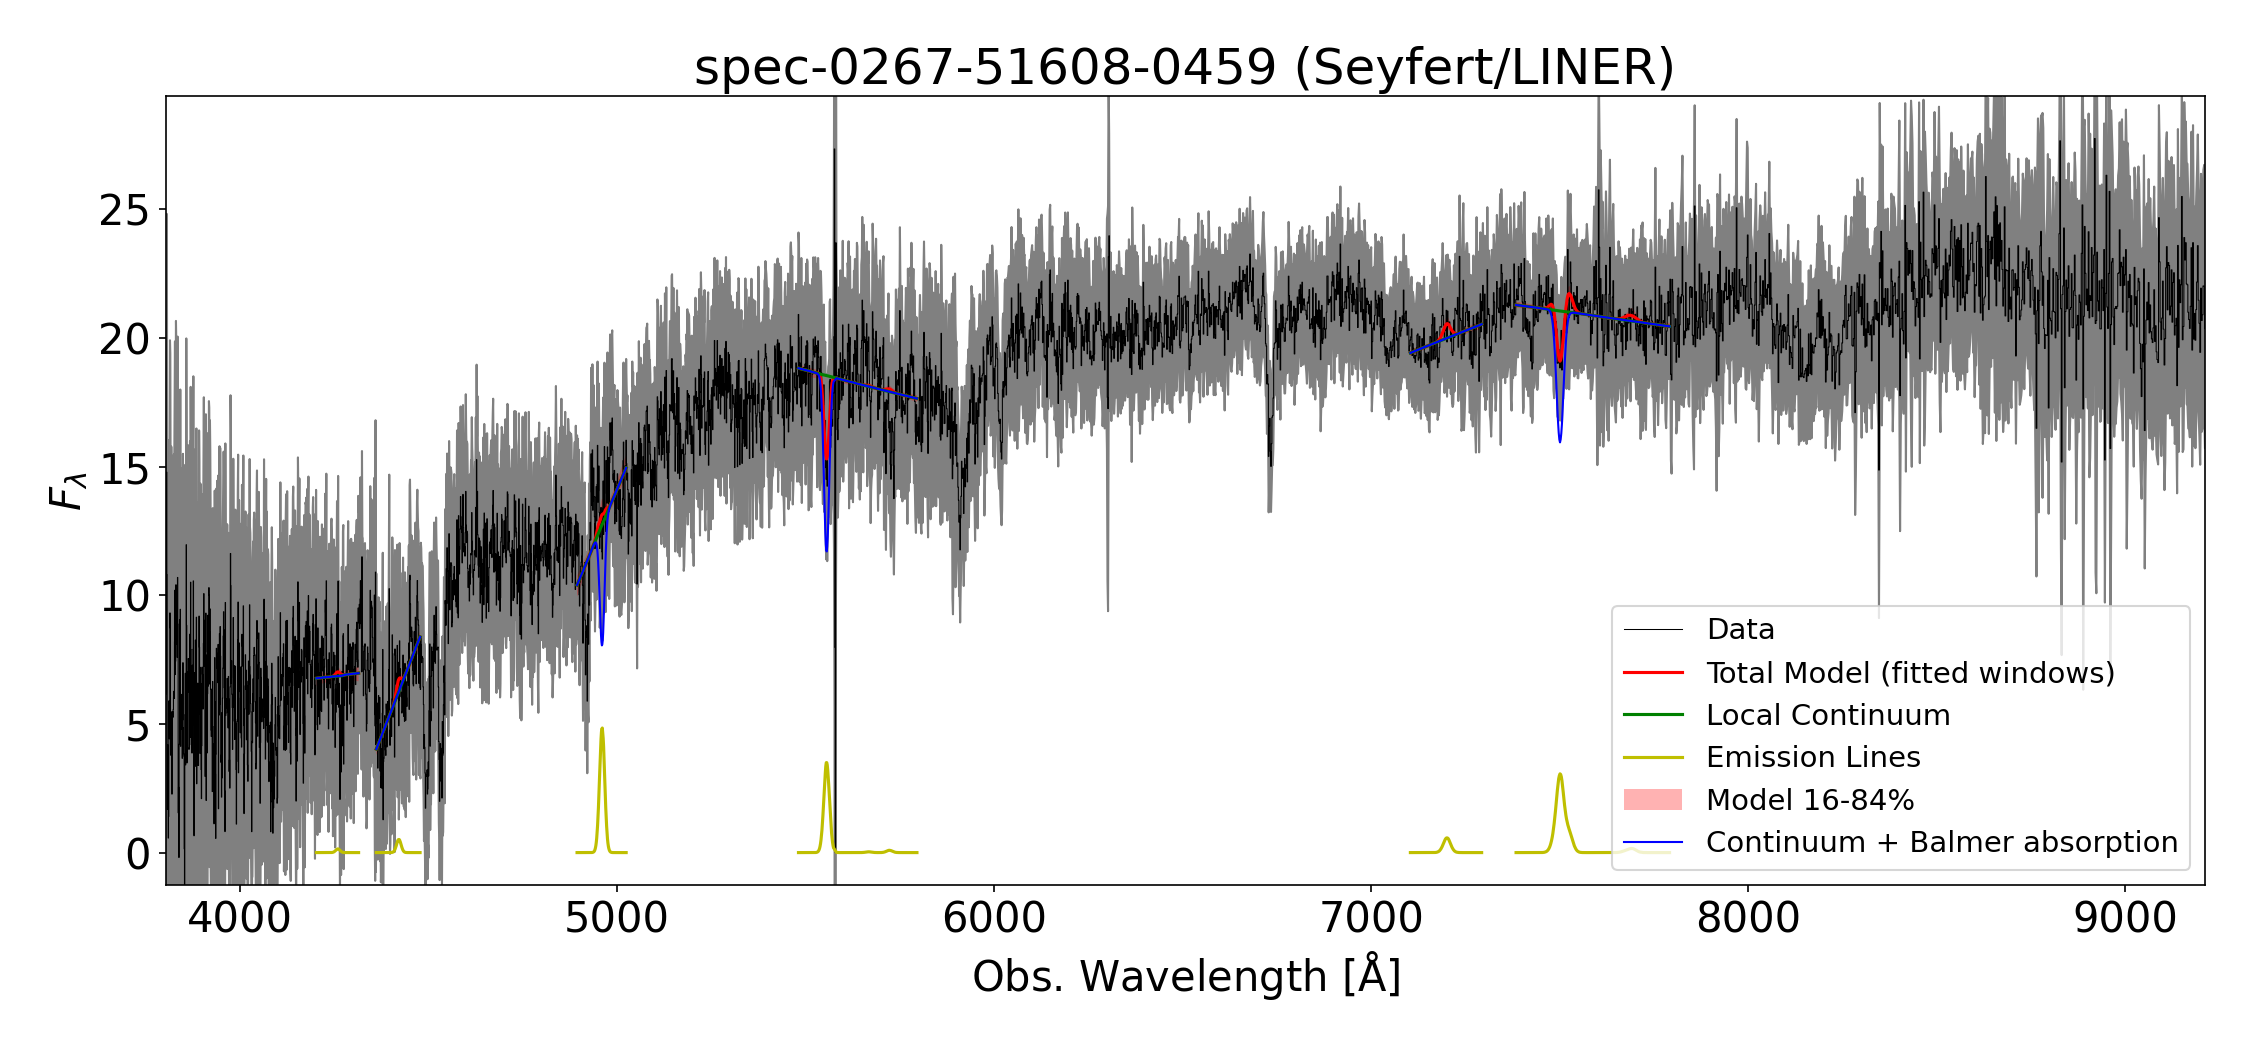 spec-0267-51608-0459 (Seyfert/LINER)
25
20
15
10
5
0
Fλ
4000 5000 6000 7000 8000 9000
Obs. Wavelength [Å]
Data
Total Model (fitted windows)
Local Continuum
Emission Lines
Model 16-84%
Continuum + Balmer absorption